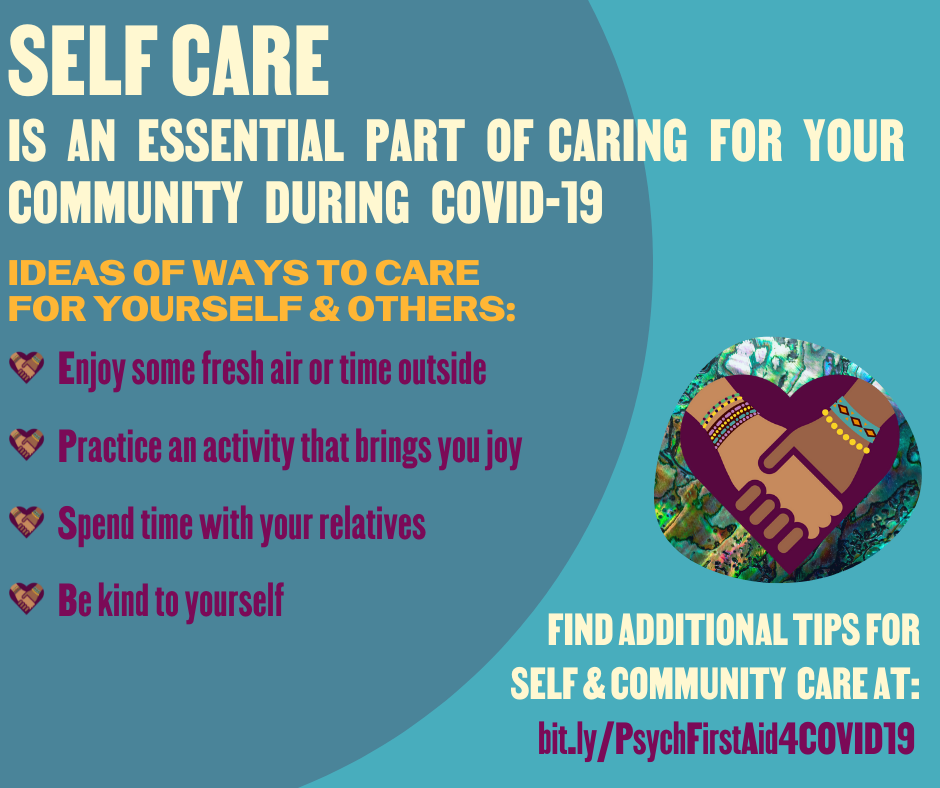 SELF CARE
IS AN ESSENTIAL PART OF CARING FOR YOUR
COMMUNITY DURING COVID-19
IDEAS OF WAYS TO CARE
FOR YOURSELF & OTHERS:
Enjoy some fresh air or time outside
Practice an activity that brings you joy
Spend time with your relatives
Be kind to yourself
FIND ADDITIONAL TIPS FOR
SELF & COMMUNITY CARE AT:
bit.ly/PsychFirstAid4COVID19